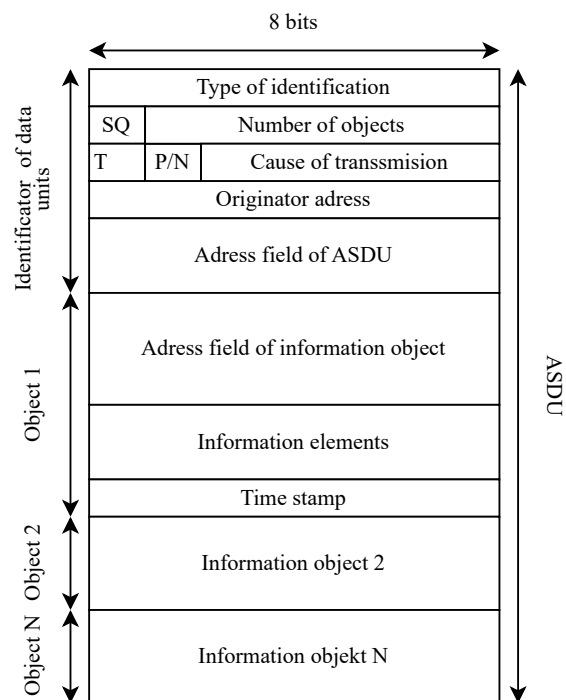 8 bits
Type of identification
SQ
Number of objects
T
P/N
Cause of transsmision
Originator adress
Adress field of ASDU
Identificator of data
units
Adress field of information object
Information elements
Time stamp
Object 1
ASDU
Information object 2
Object 2
Information objekt N
Object N